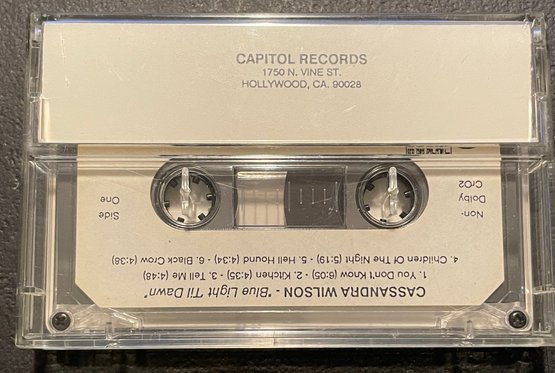 CAPITOL RECORDS
1750 N. VINE ST.
HOLLYWOOD, CA. 90028
CASSANDRA WILSON - "Blue Light 'Til Dawn"
1. You Don't Know (6:05) - 2. Kitchen (4:35) - 3. Tell Me (4:48)
4. Children Of The Night (5:19) - 5. Hell Hound (4:34) - 6. Black Crow (4:38)
Side
One
Non-
Dolby
CrO2